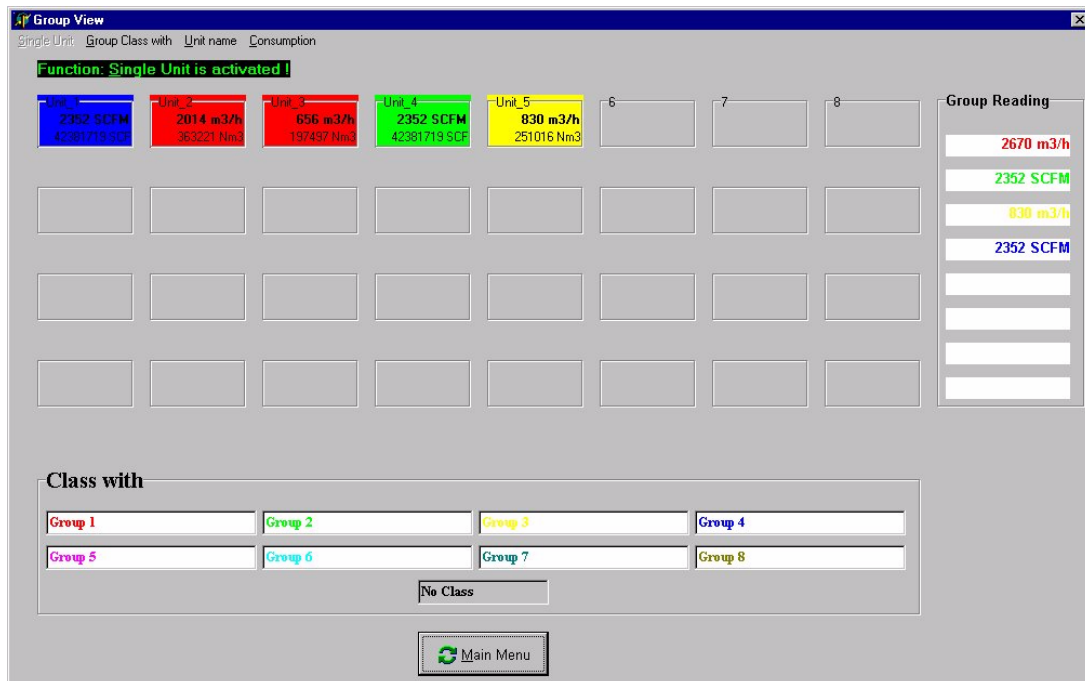 Group View
Single Unit Group Class with Unit name Consumption
Function: Single Unit is activated !
Unit_1
2352 SCFM
42381719 SCF
Unit_2
2014 m3/h
363221 Nm3
Unit_3
656 m3/h
197497 Nm3
Unit_4
2352 SCFM
42381719 SCF
Unit_5
830 m3/h
251016 Nm3
6
7
8
Group Reading
2670 m3/h
2352 SCFM
830 m3/h
2352 SCFM
Class with
Group 1 Group 2 Group 3 Group 4
Group 5 Group 6 Group 7 Group 8
No Class
Main Menu